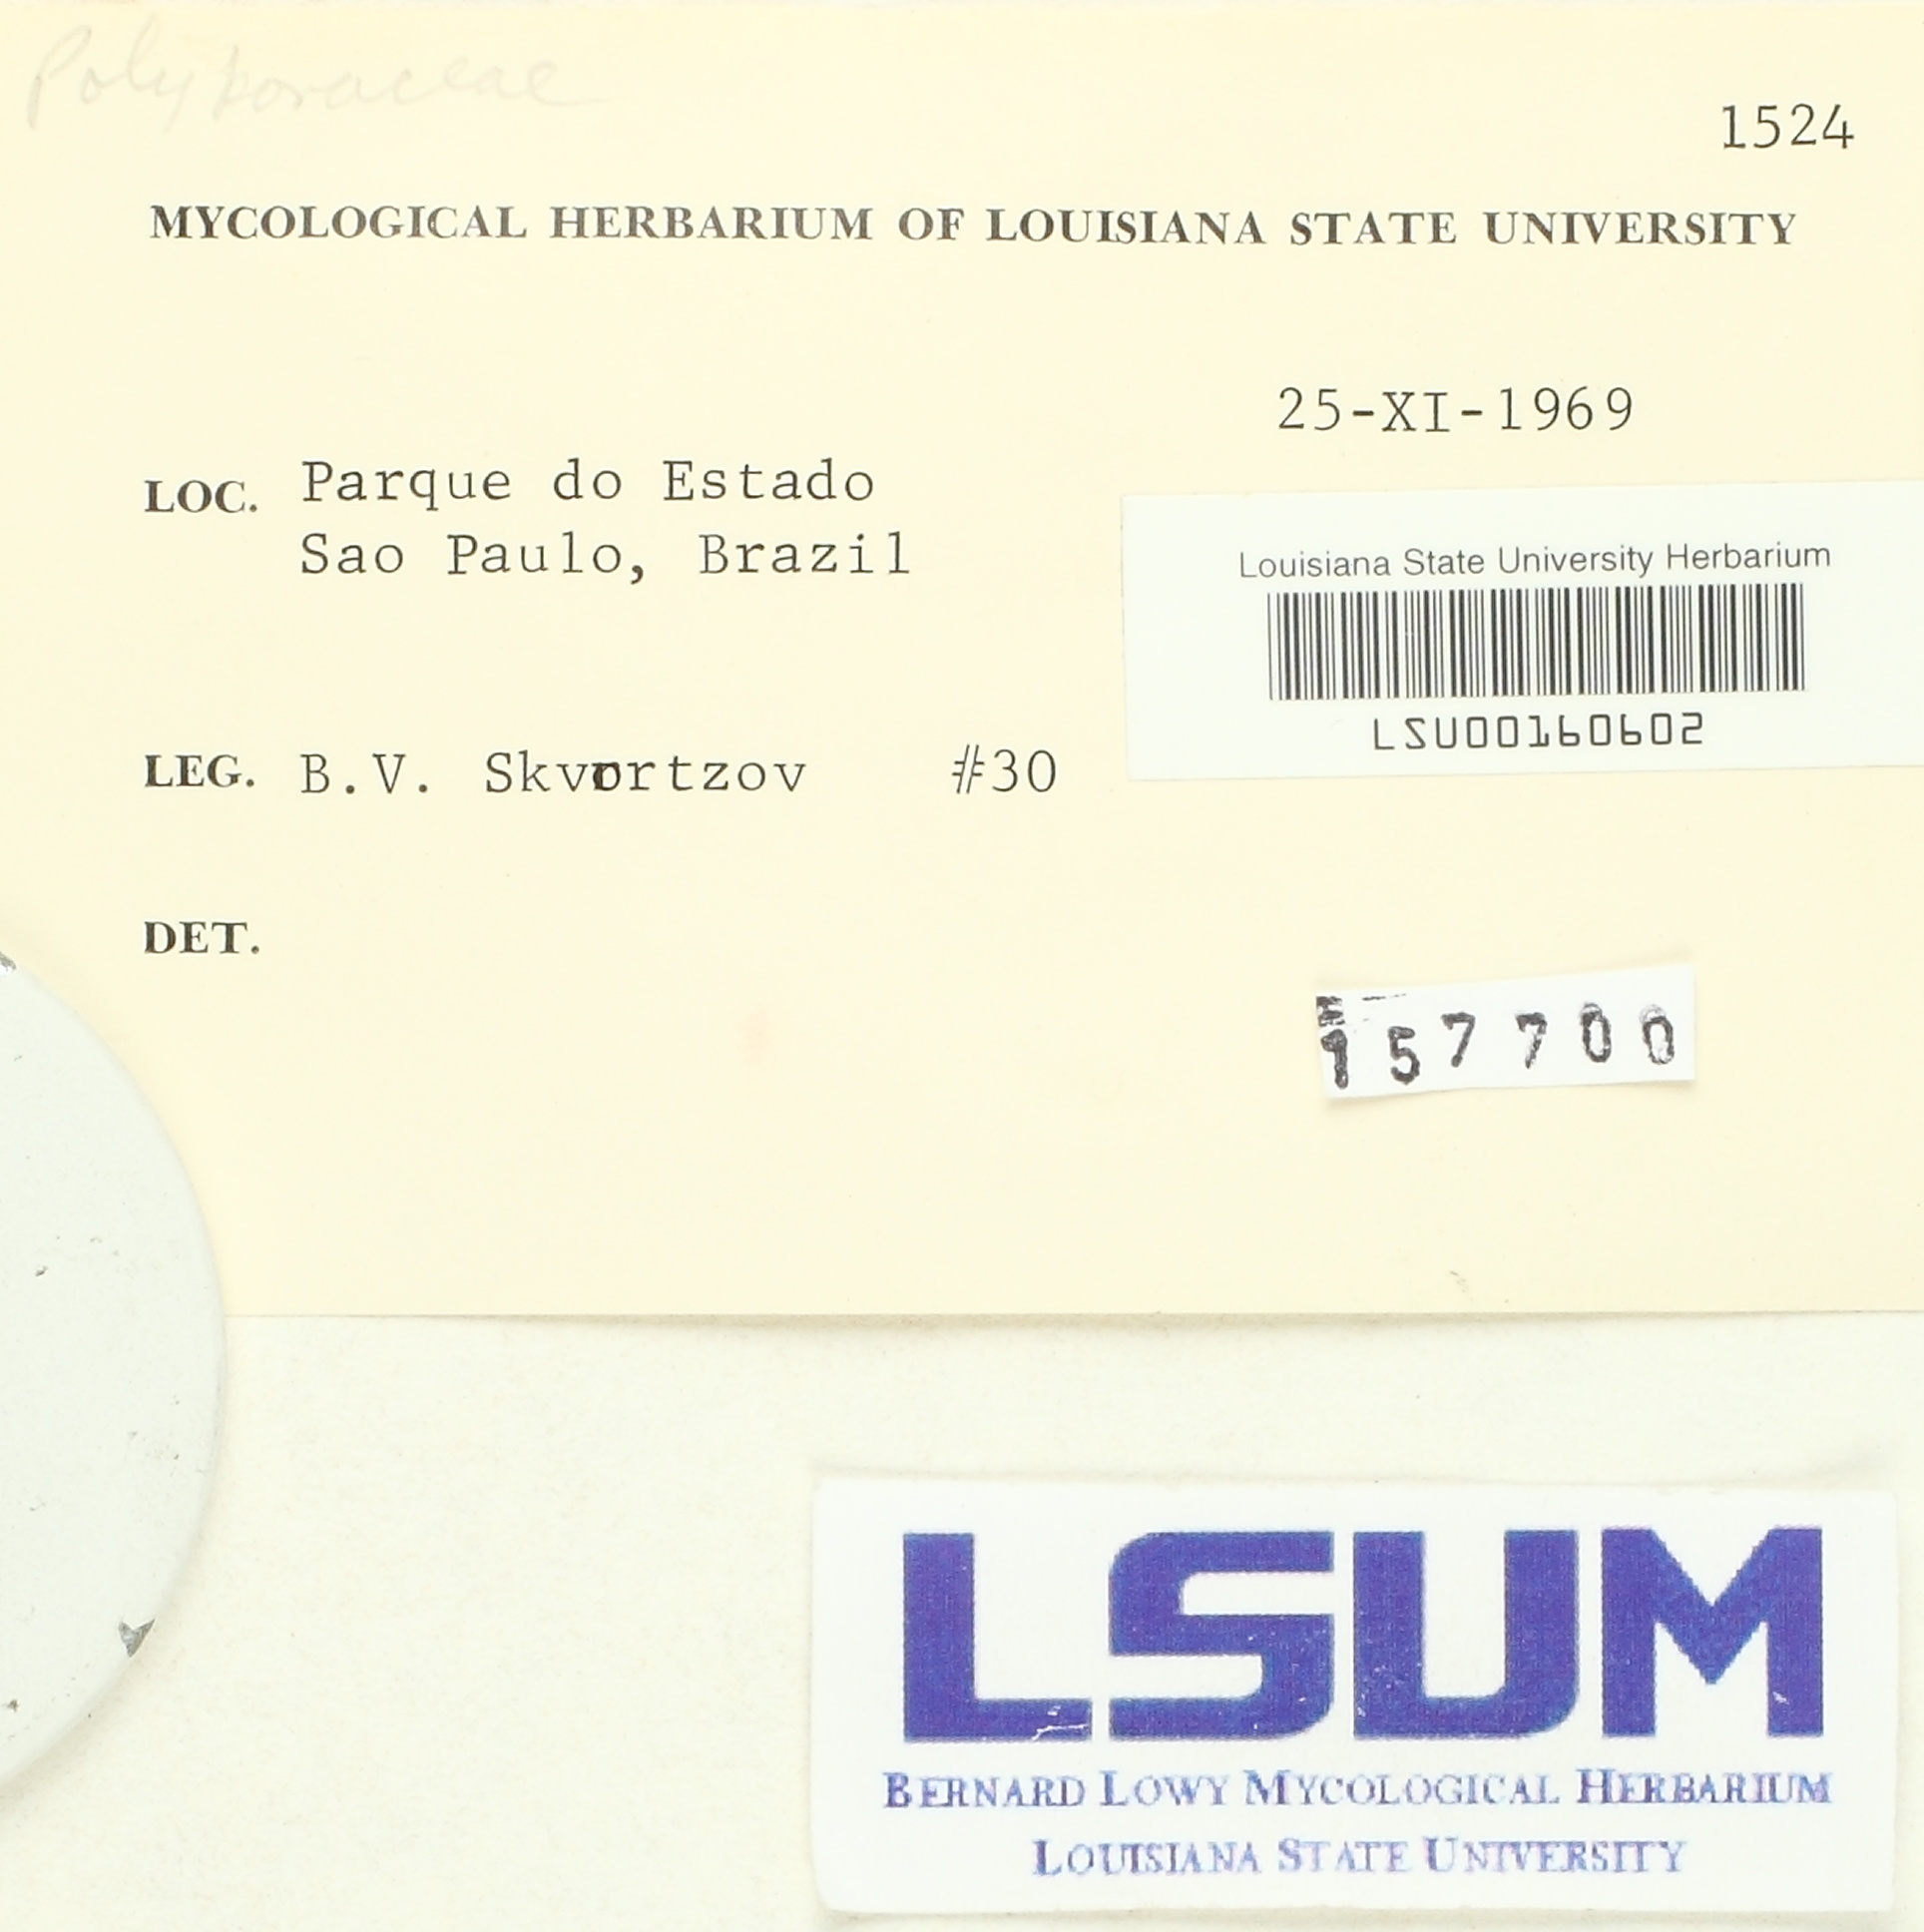 Polyporaceae
1524
MYCOLOGICAL HERBARIUM OF LOUISIANA STATE UNIVERSITY
25-XI-1969
LOC. Parque do Estado
Sao Paulo, Brazil
Louisiana State University Herbarium
LSU00160602
LEG. B.V. Skvortzov #30
DET.
157700
LSUM
BERNARD LOWY MYCOLOGICAL HERBARIUM
LOUISIANA STATE UNIVERSITY